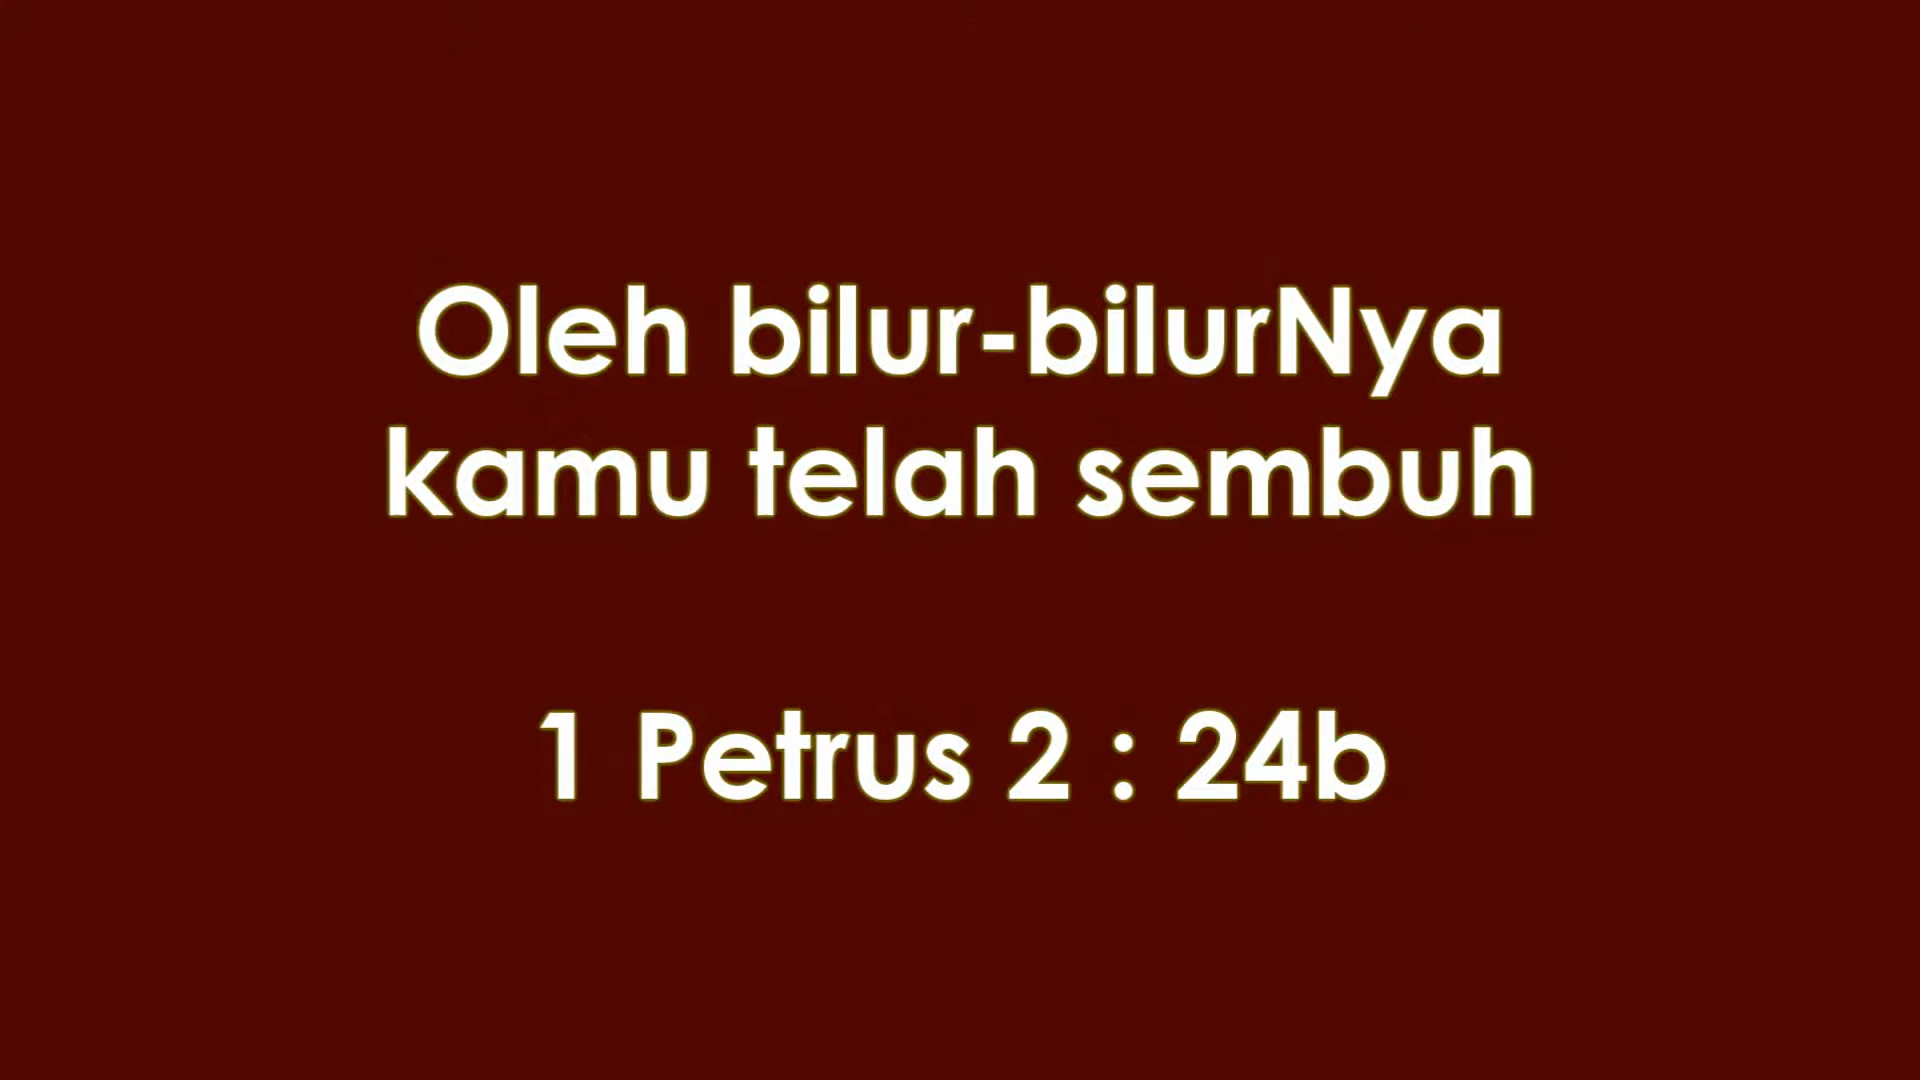 Oleh bilur-bilurNya
kamu telah sembuh
1 Petrus 2 : 24b